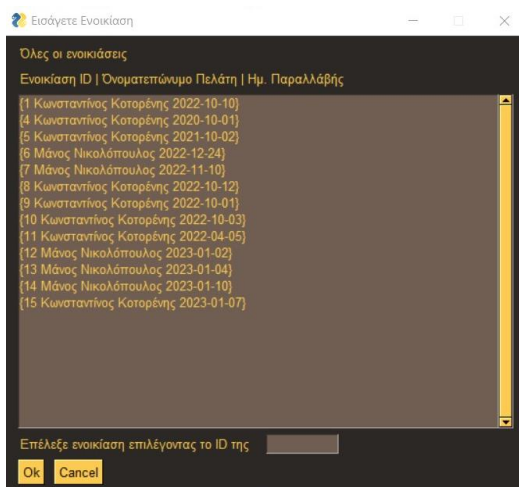 Εισάγετε Ενοικίαση
Όλες οι ενοικιάσεις
Ενοικίαση ID | Όνοματεπώνυμο Πελάτη | Ημ. Παραλλάβής
{1 Κωνσταντίνος Κοτορένης 2022-10-10}
{4 Κωνσταντίνος Κοτορένης 2020-10-01}
{5 Κωνσταντίνος Κοτορένης 2021-10-02}
{6 Μάνος Νικολόπουλος 2022-12-24}
{7 Μάνος Νικολόπουλος 2022-11-10}
{8 Κωνσταντίνος Κοτορένης 2022-10-12}
{9 Κωνσταντίνος Κοτορένης 2022-10-01}
{10 Κωνσταντίνος Κοτορένης 2022-10-03}
{11 Κωνσταντίνος Κοτορένης 2022-04-05}
{12 Μάνος Νικολόπουλος 2023-01-02}
{13 Μάνος Νικολόπουλος 2023-01-04}
{14 Μάνος Νικολόπουλος 2023-01-10}
{15 Κωνσταντίνος Κοτορένης 2023-01-07}
Επέλεξε ενοικίαση επιλέγοντας το ID της
Ok Cancel